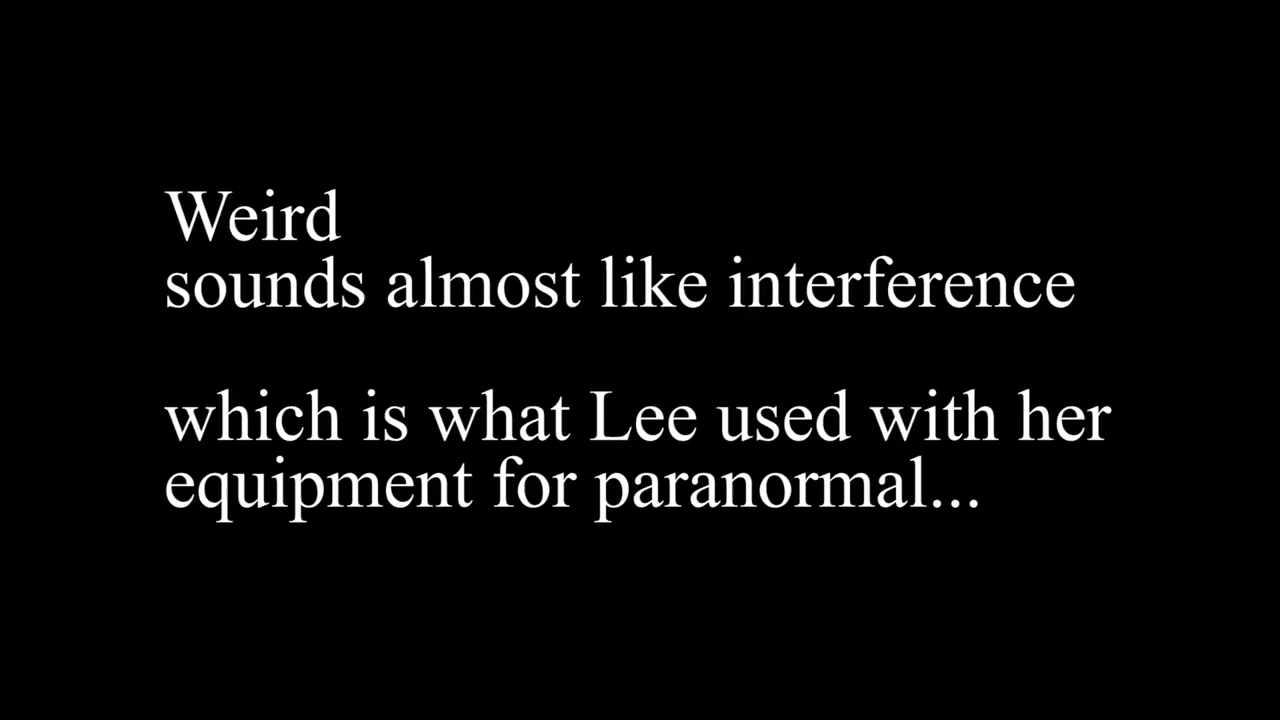 Weird
sounds almost like interference
which is what Lee used with her
equipment for paranormal...